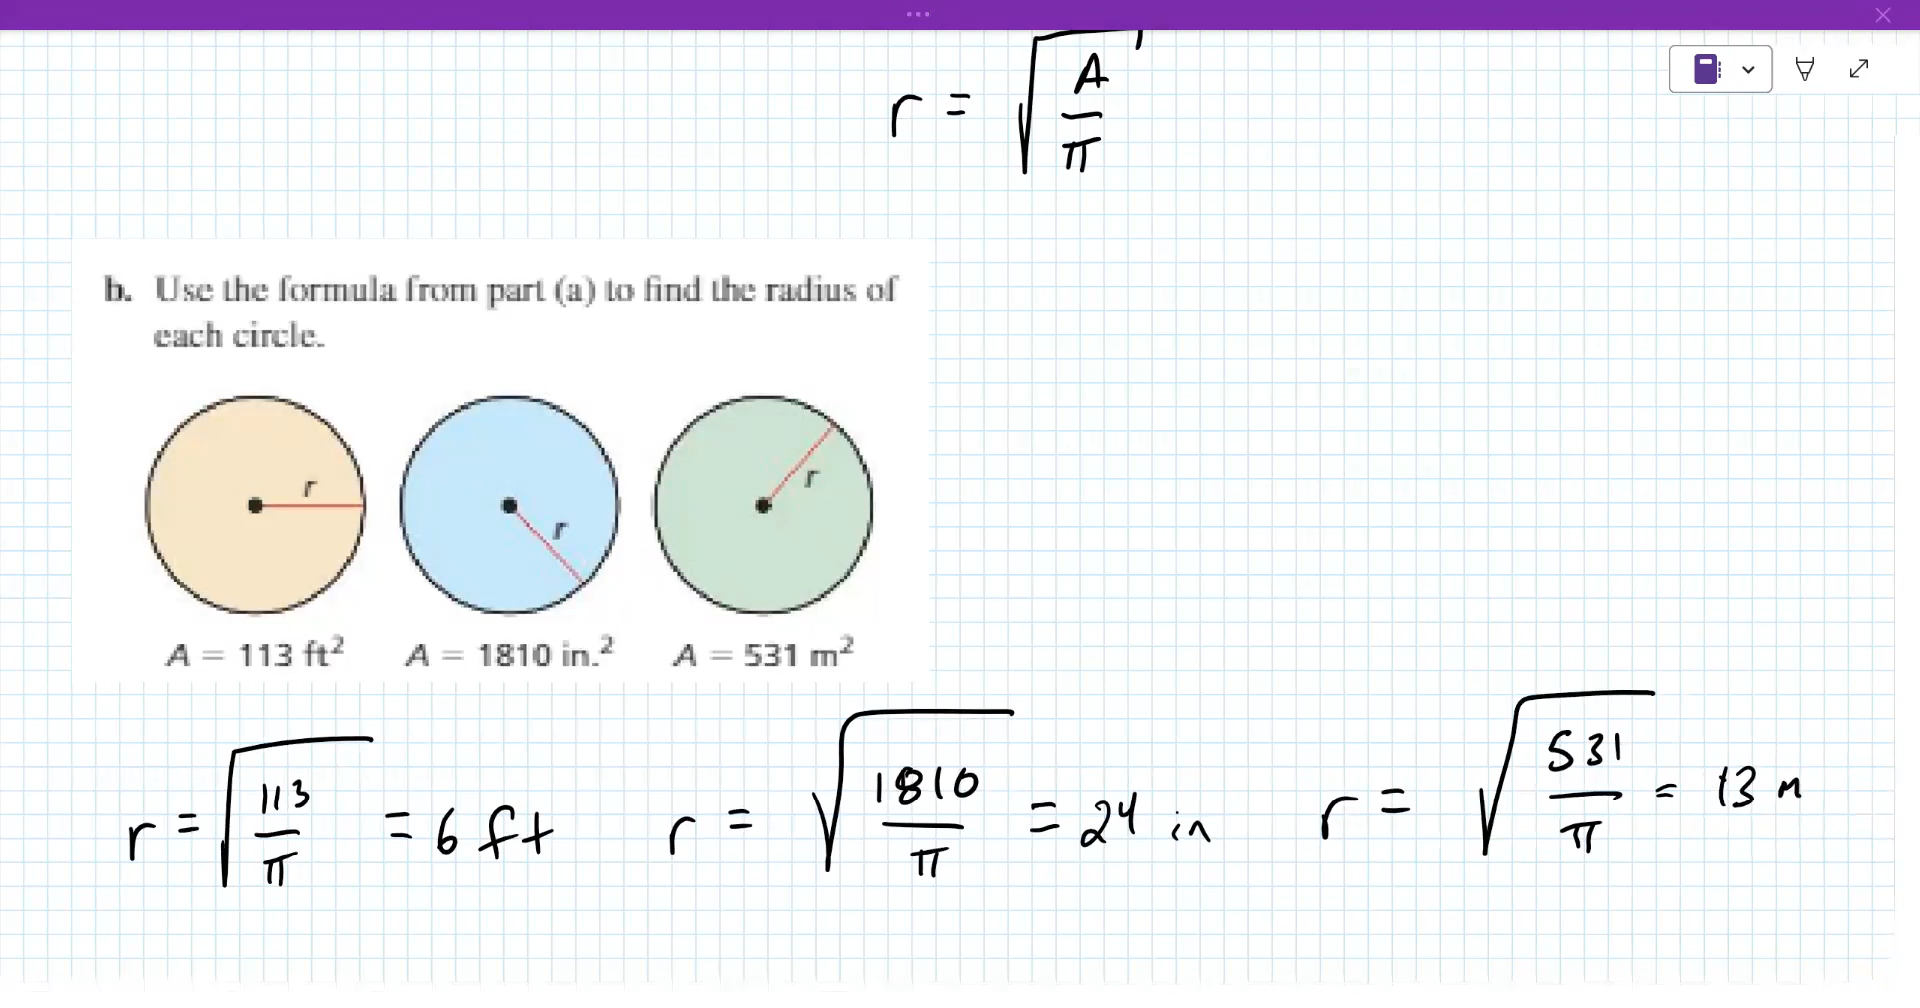 r = √(A/π)
b. Use the formula from part (a) to find the radius of
each circle.
r
r
r
A = 113 ft²
A = 1810 in.²
A = 531 m²
r = √(113/π) = 6 ft
r = √(1810/π) = 24 in
r = √(531/π) = 13 m